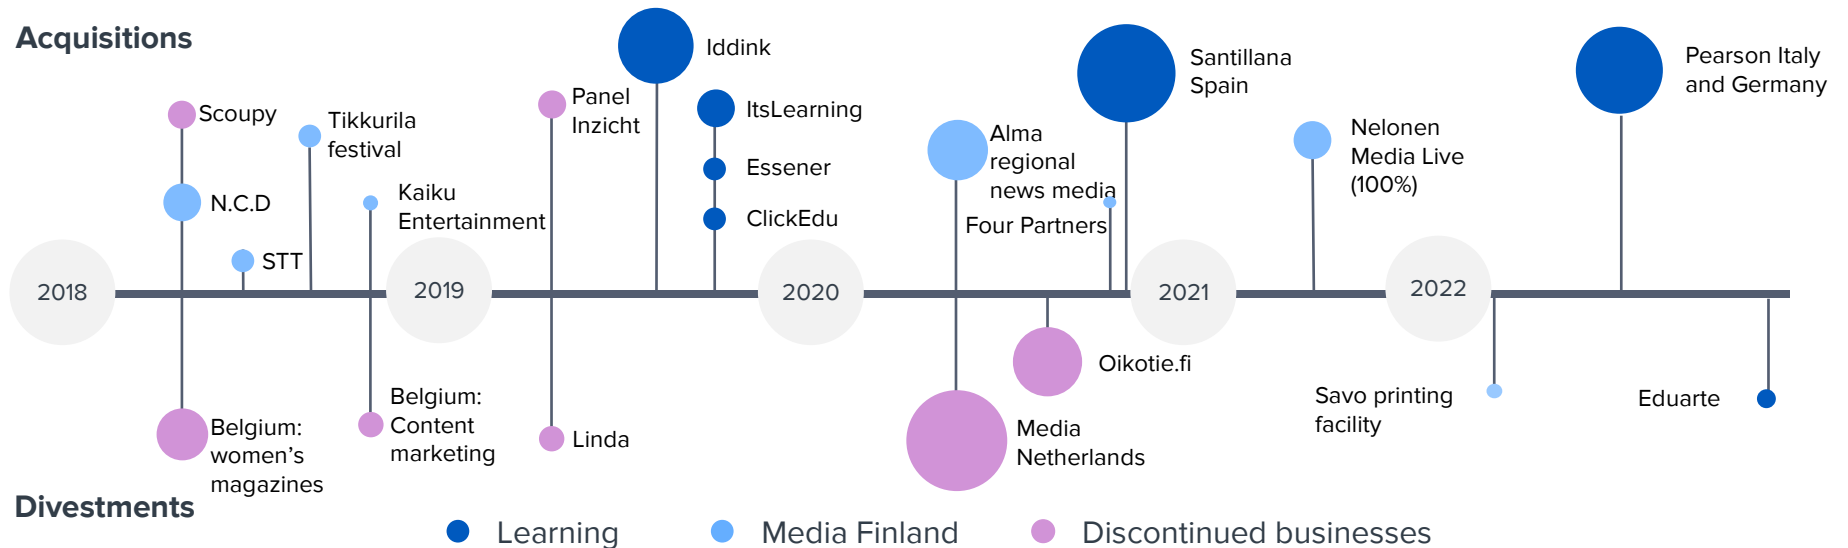 Acquisitions
Scoupy
N.C.D
STT
Tikkurila
festival
Kaiku
Entertainment
Panel
Inzicht
Iddink
ItsLearning
Essener
ClickEdu
Alma
regional
news media
Four Partners
Santillana
Spain
Nelonen
Media Live
(100%)
Pearson Italy
and Germany
2018
2019
2020
2021
2022
Belgium:
women's
magazines
Belgium:
Content
marketing
Linda
Media
Netherlands
Oikotie.fi
Savo printing
facility
Eduarte
Divestments
Learning
Media Finland
Discontinued businesses